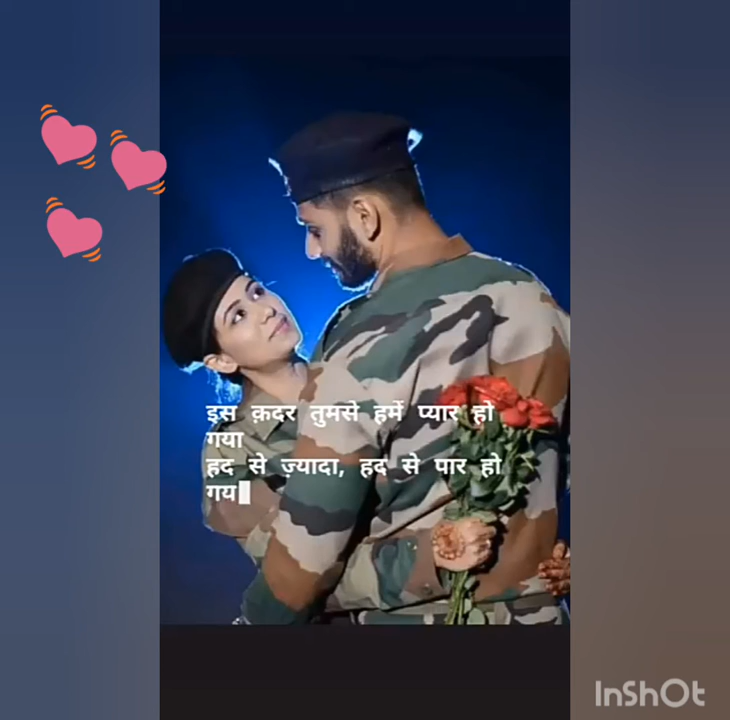 इस क़दर तुमसे हमें प्यार हो
गया
हद से ज़्यादा, हद से पार हो
गय
InShOt